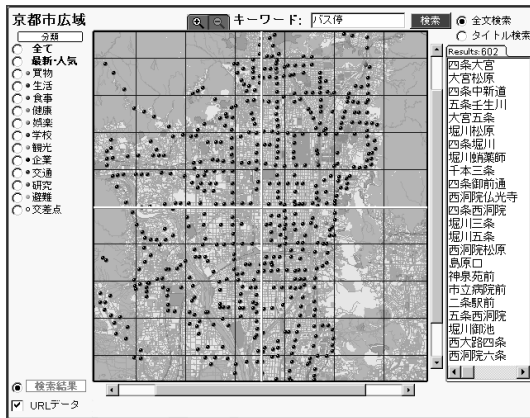 京都市広域
キーワード: バス停 検索
全文検索
タイトル検索
分類
全て
最新・人気
買物
生活
食事
健康
娯楽
学校
観光
企業
交通
研究
避難
交差点
検索結果
URLデータ
Results:602
四条大宮
大宮松原
四条中新道
五条壬生川
大宮五条
堀川松原
四条堀川
堀川蛸薬師
千本三条
四条御前通
西洞院仏光寺
四条西洞院
堀川三条
堀川五条
西洞院松原
島原口
神泉苑前
市立病院前
二条駅前
五条西洞院
堀川御池
西大路四条
西洞院六条